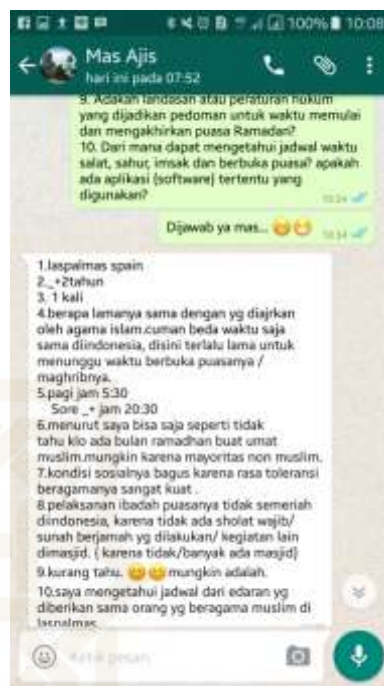 100% 10:08
Mas Ajis
hari ini pada 07:52
9. Adakah landasan atau peraturan hukum
yang dijadikan pedoman untuk waktu memulai
dan mengakhirkan puasa Ramadan?
10. Dari mana dapat mengetahui jadwal waktu
salat, sahur, imsak dan berbuka puasa? apakah
ada aplikasi (software) tertentu yang
digunakan?
Dijawab ya mas...
1.laspalmas spain
2._+2tahun
3. 1 kali
4.berapa lamanya sama dengan yg diajrkan
oleh agama islam.cuman beda waktu saja
sama diindonesia, disini terlalu lama untuk
menunggu waktu berbuka puasanya /
maghribnya.
5.pagi jam 5:30
Sore _+ jam 20:30
6.menurut saya bisa saja seperti tidak
tahu klo ada bulan ramadhan buat umat
muslim.mungkin karena mayoritas non muslim.
7.kondisi sosialnya bagus karena rasa toleransi
beragamanya sangat kuat .
8.pelaksanan ibadah puasanya tidak semeriah
diindonesia, karena tidak ada sholat wajib/
sunah berjamah yg dilakukan/ kegiatan lain
dimasjid. ( karena tidak/banyak ada masjid)
9.kurang tahu. mungkin adalah.
10.saya mengetahui jadwal dari edaran yg
diberikan sama orang yg beragama muslim di
laspalmas.
Ketik pesan